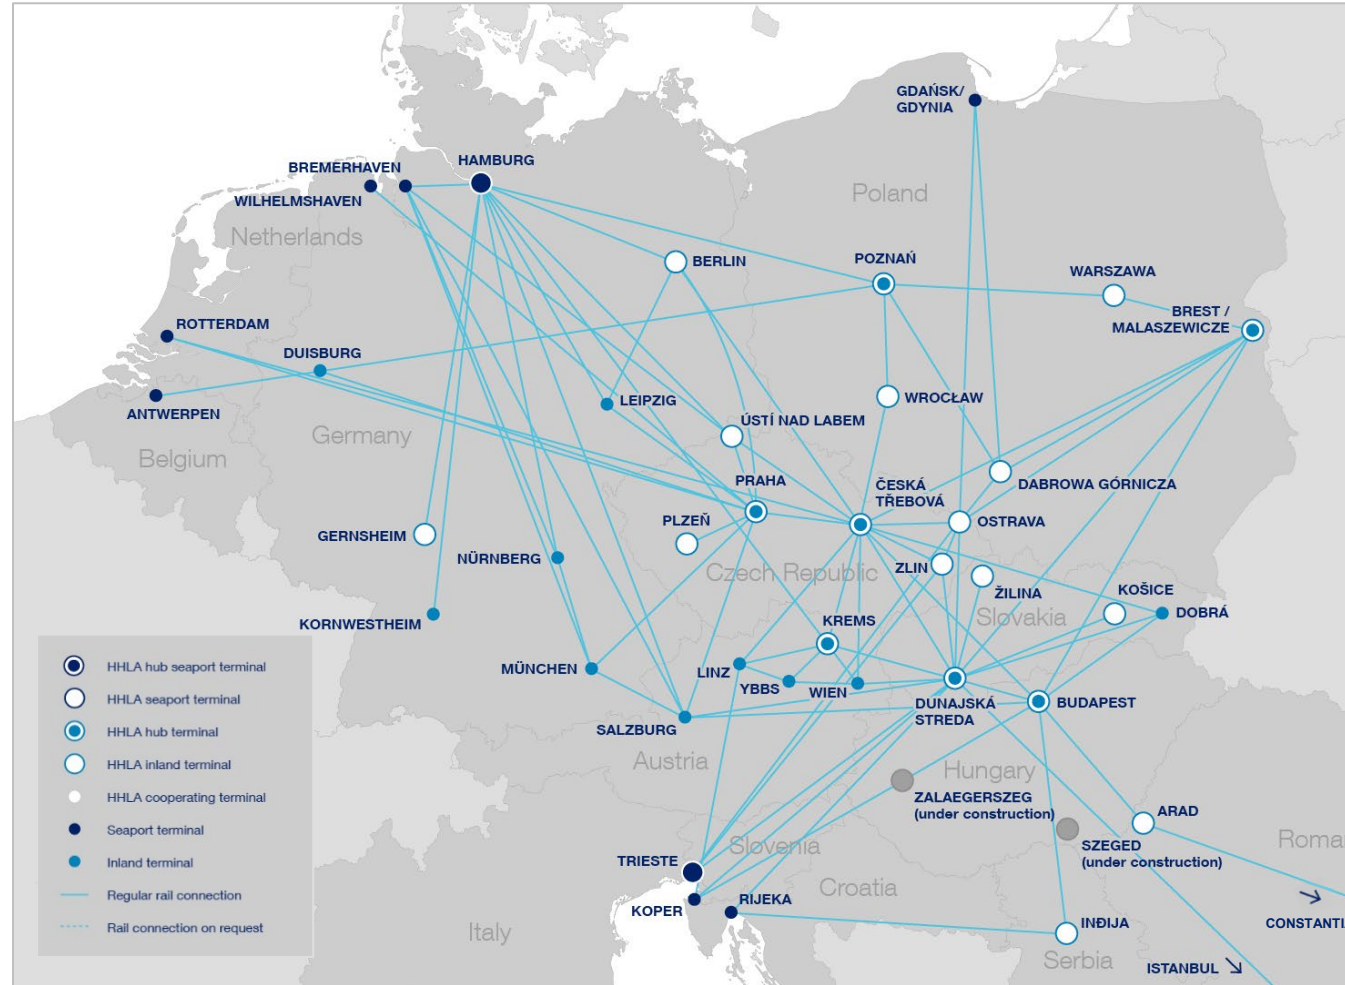 GDAŃSK/
GDYNIA
HAMBURG
BREMERHAVEN
WILHELMSHAVEN
Poland
Netherlands
BERLIN
POZNAŃ
WARSZAWA
BREST /
MALASZEWICZE
ROTTERDAM
DUISBURG
ANTWERPEN
LEIPZIG
WROCŁAW
ÚSTÍ NAD LABEM
Germany
Belgium
PRAHA
ČESKÁ
TŘEBOVÁ
DABROWA GÓRNICZA
PLZEŇ
OSTRAVA
GERNSHEIM
NÜRNBERG
Czech Republic
ZLIN
ŽILINA
KOŠICE
DOBRÁ
Slovakia
KORNWESTHEIM
KREMS
MÜNCHEN
LINZ
YBBS
WIEN
DUNAJSKÁ
STREDA
BUDAPEST
SALZBURG
Austria
Hungary
ZALAEGERSZEG
(under construction)
ARAD
SZEGED
(under construction)
Roma
Slovenia
TRIESTE
Croatia
KOPER
RIJEKA
CONSTANT
Italy
INĐIJA
Serbia
ISTANBUL
HHLA hub seaport terminal
HHLA seaport terminal
HHLA hub terminal
HHLA inland terminal
HHLA cooperating terminal
Seaport terminal
Inland terminal
Regular rail connection
Rail connection on request